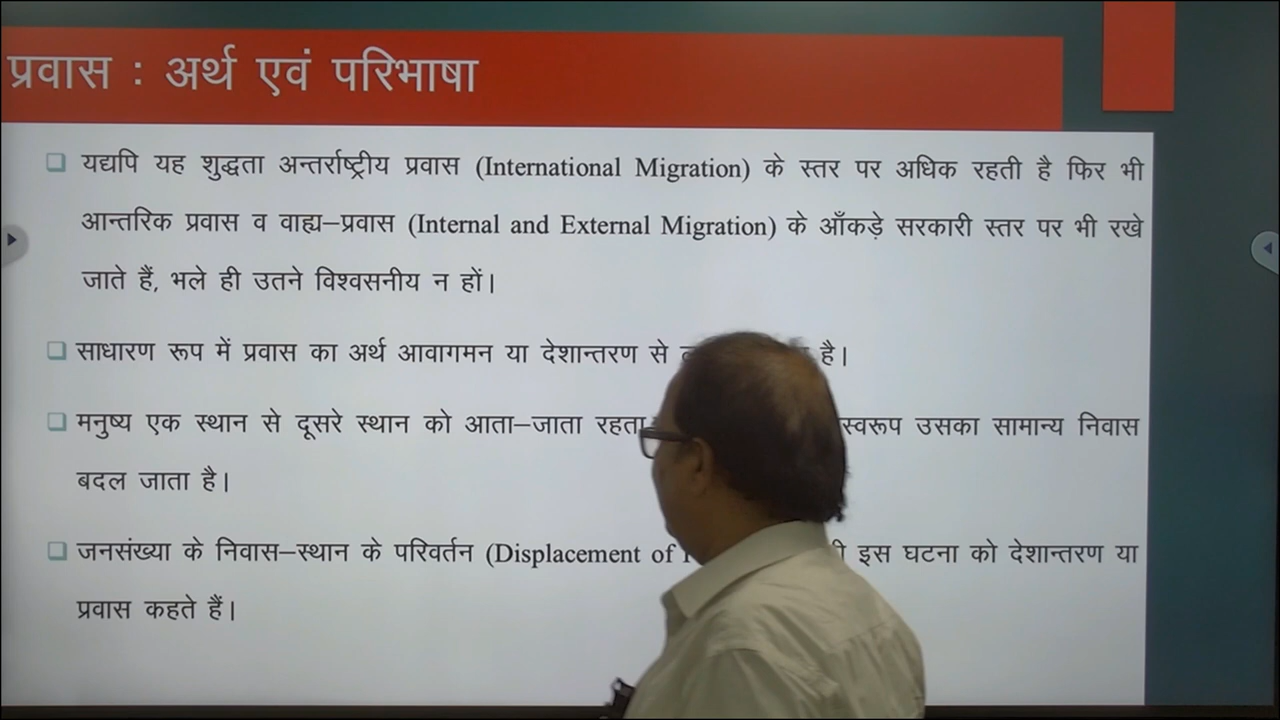 प्रवास : अर्थ एवं परिभाषा
यद्यपि यह शुद्धता अन्तर्राष्ट्रीय प्रवास (International Migration) के स्तर पर अधिक रहती है फिर भी
आन्तरिक प्रवास व वाह्य–प्रवास (Internal and External Migration) के आँकड़े सरकारी स्तर पर भी रखे
जाते हैं, भले ही उतने विश्वसनीय न हों।
साधारण रूप में प्रवास का अर्थ आवागमन या देशान्तरण से है।
मनुष्य एक स्थान से दूसरे स्थान को आता–जाता रहता स्वरूप उसका सामान्य निवास
बदल जाता है।
जनसंख्या के निवास–स्थान के परिवर्तन (Displacement of इस घटना को देशान्तरण या
प्रवास कहते हैं।